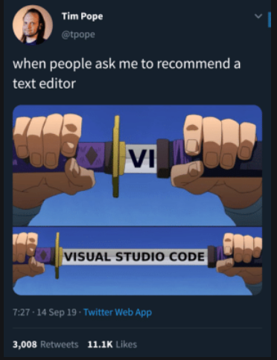 Tim Pope
@tpope
when people ask me to recommend a
text editor
VI
VISUAL STUDIO CODE
7:27 · 14 Sep 19 · Twitter Web App
3,008 Retweets 11.1K Likes